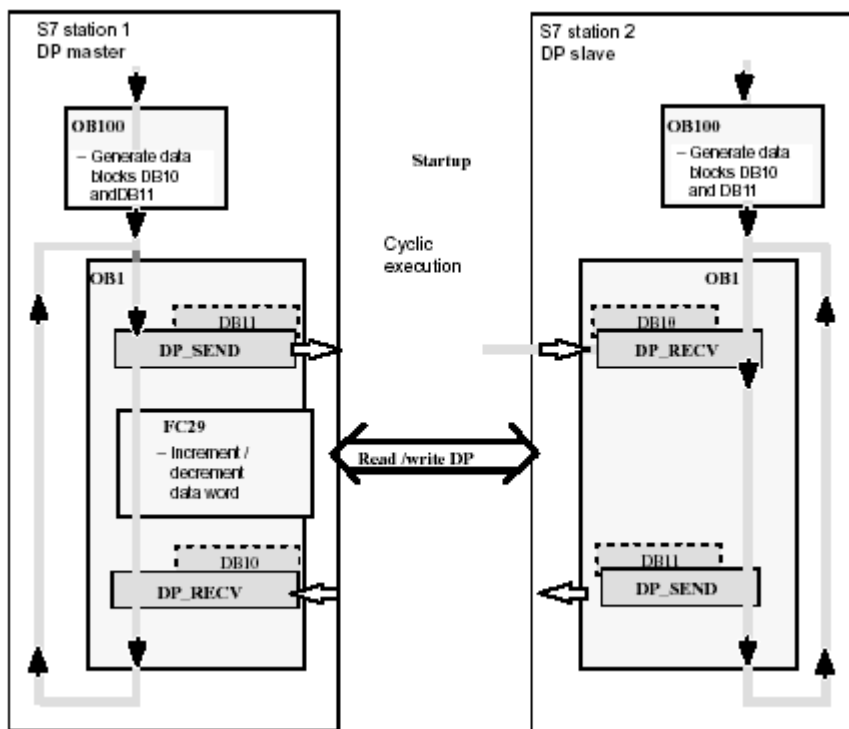 S7 station 1
DP master
OB100
– Generate data
blocks DB10
andDB11
OB1
DB11
DP_SEND
FC29
– Increment /
decrement
data word
DB10
DP_RECV
Startup
Cyclic
execution
Read /write DP
S7 station 2
DP slave
OB100
– Generate data
blocks DB10
and DB11
OB1
DB10
DP_RECV
DB11
DP_SEND